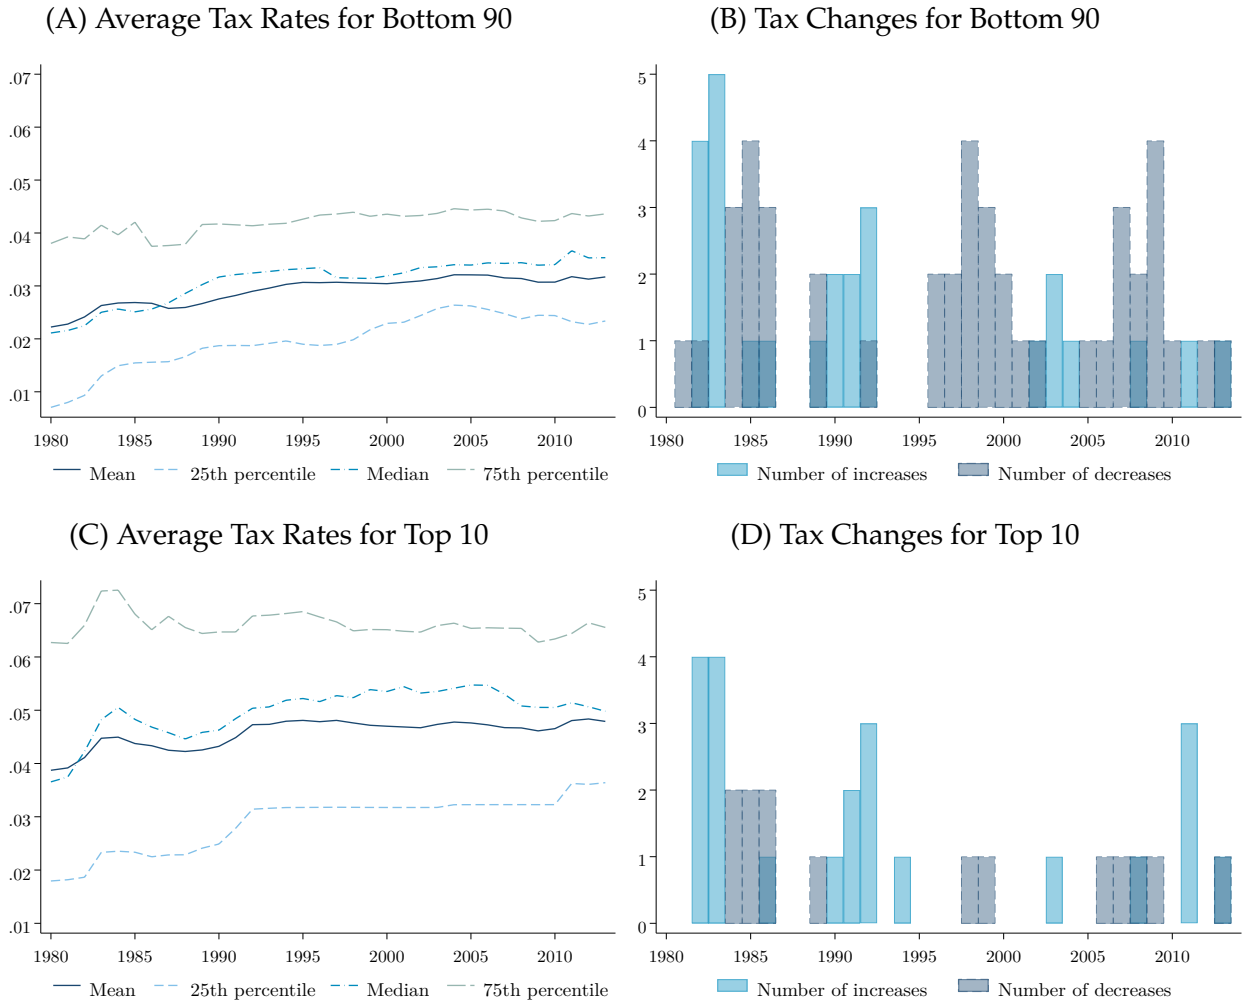 (A) Average Tax Rates for Bottom 90
(B) Tax Changes for Bottom 90
.07
.06
.05
.04
.03
.02
.01
1980 1985 1990 1995 2000 2005 2010
Mean 25th percentile Median 75th percentile
5
4
3
2
1
0
1980 1985 1990 1995 2000 2005 2010
Number of increases Number of decreases
(C) Average Tax Rates for Top 10
(D) Tax Changes for Top 10
.07
.06
.05
.04
.03
.02
.01
1980 1985 1990 1995 2000 2005 2010
Mean 25th percentile Median 75th percentile
5
4
3
2
1
0
1980 1985 1990 1995 2000 2005 2010
Number of increases Number of decreases